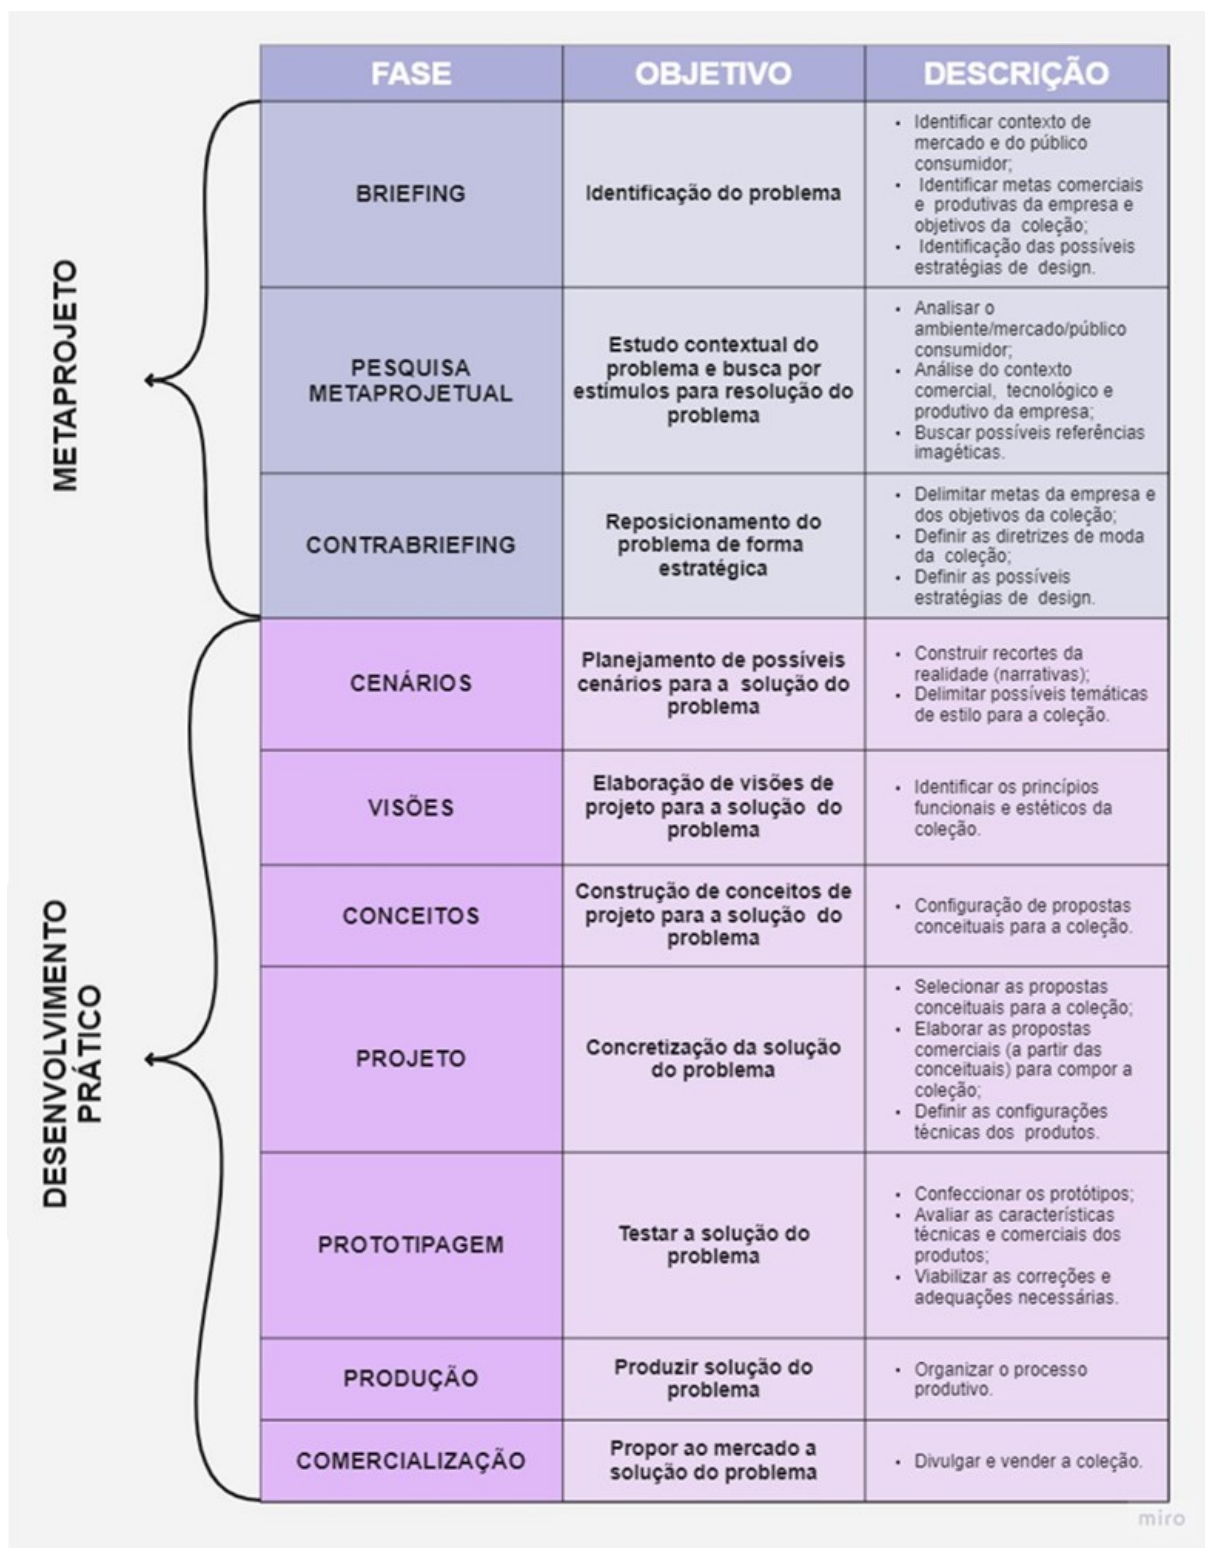 FASE
OBJETIVO
DESCRIÇÃO
METAPROJETO
BRIEFING
Identificação do problema
• Identificar contexto de
mercado e do público
consumidor;
• Identificar metas comerciais
e produtivas da empresa e
objetivos da coleção;
• Identificação das possíveis
estratégias de design.
PESQUISA
METAPROJETUAL
Estudo contextual do
problema e busca por
estímulos para resolução do
problema
• Analisar o
ambiente/mercado/público
consumidor;
• Análise do contexto
comercial, tecnológico e
produtivo da empresa;
• Buscar possíveis referências
imagéticas.
CONTRABRIEFING
Reposicionamento do
problema de forma
estratégica
• Delimitar metas da empresa e
dos objetivos da coleção;
• Definir as diretrizes de moda
da coleção;
• Definir as possíveis
estratégias de design.
DESENVOLVIMENTO
PRÁTICO
CENÁRIOS
Planejamento de possíveis
cenários para a solução do
problema
• Construir recortes da
realidade (narrativas);
• Delimitar possíveis temáticas
de estilo para a coleção.
VISÕES
Elaboração de visões de
projeto para a solução do
problema
• Identificar os princípios
funcionais e estéticos da
coleção.
CONCEITOS
Construção de conceitos de
projeto para a solução do
problema
• Configuração de propostas
conceituais para a coleção.
PROJETO
Concretização da solução
do problema
• Selecionar as propostas
conceituais para a coleção;
• Elaborar as propostas
comerciais (a partir das
conceituais) para compor a
coleção;
• Definir as configurações
técnicas dos produtos.
PROTOTIPAGEM
Testar a solução do
problema
• Confeccionar os protótipos;
• Avaliar as características
técnicas e comerciais dos
produtos;
• Viabilizar as correções e
adequações necessárias.
PRODUÇÃO
Produzir solução do
problema
• Organizar o processo
produtivo.
COMERCIALIZAÇÃO
Propor ao mercado a
solução do problema
• Divulgar e vender a coleção.
miro